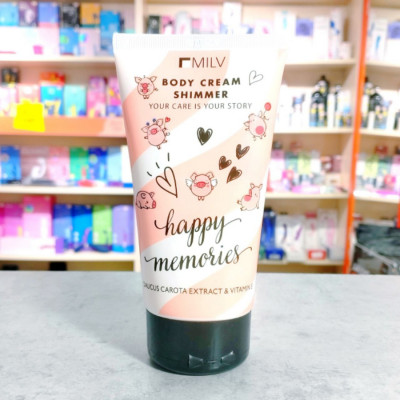 MILV
BODY CREAM
SHIMMER
YOUR CARE IS YOUR STORY
happy
memories
DAUCUS CAROTA EXTRACT & VITAMIN E